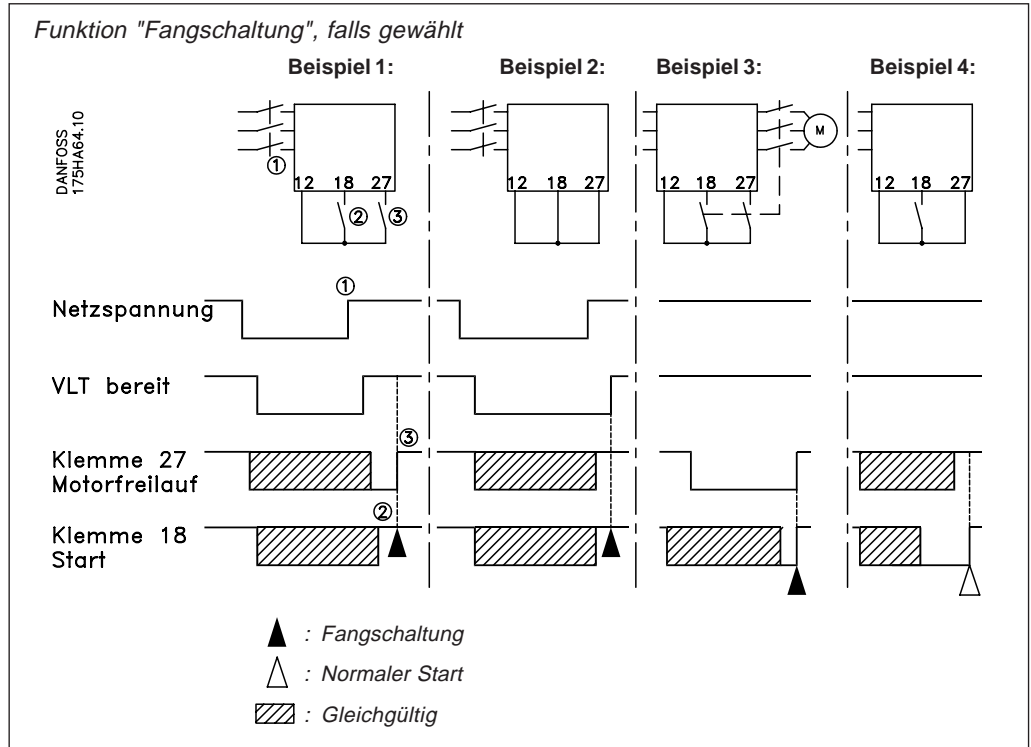 Funktion "Fangschaltung", falls gewählt
Beispiel 1: Beispiel 2: Beispiel 3: Beispiel 4:
DANFOSS
175HA64.10
M
①
12 18 27 12 18 27 12 18 27 12 18 27
② ③
①
Netzspannung
VLT bereit
③
Klemme 27
Motorfreilauf
②
Klemme 18
Start
: Fangschaltung
: Normaler Start
: Gleichgültig